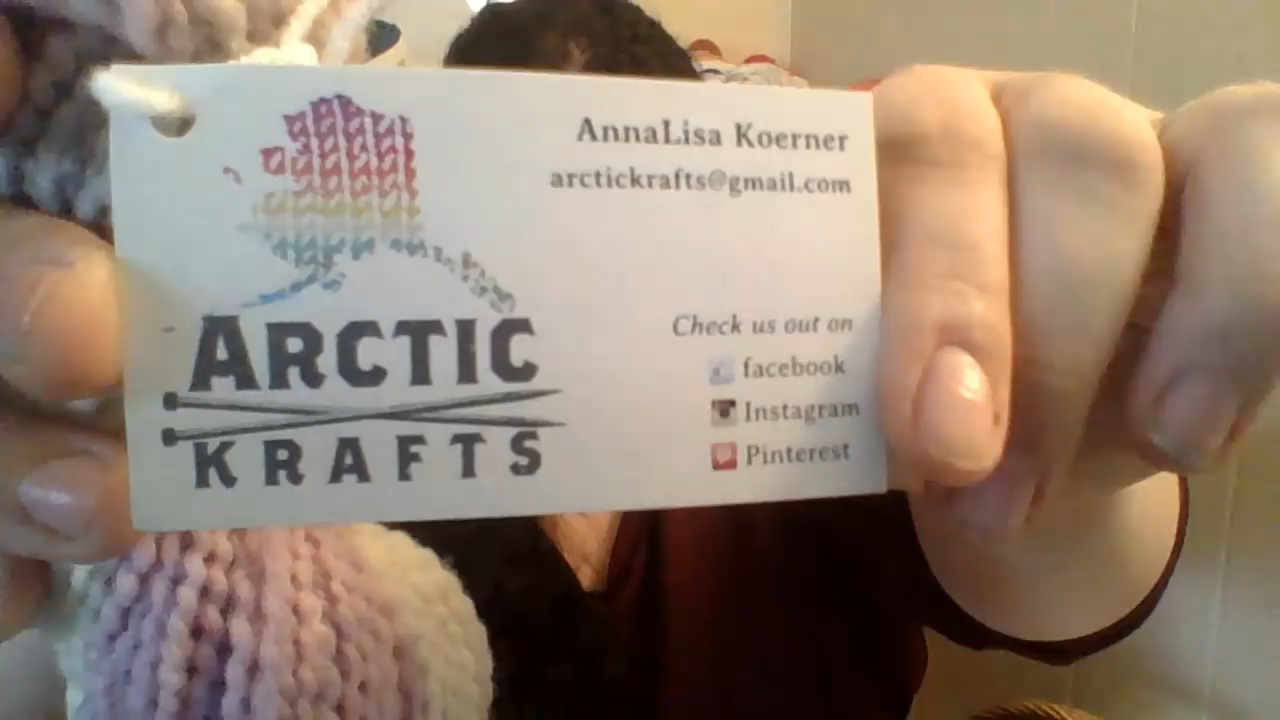 AnnaLisa Koerner
arctickrafts@gmail.com
ARCTIC
KRAFTS
Check us out on
facebook
Instagram
Pinterest